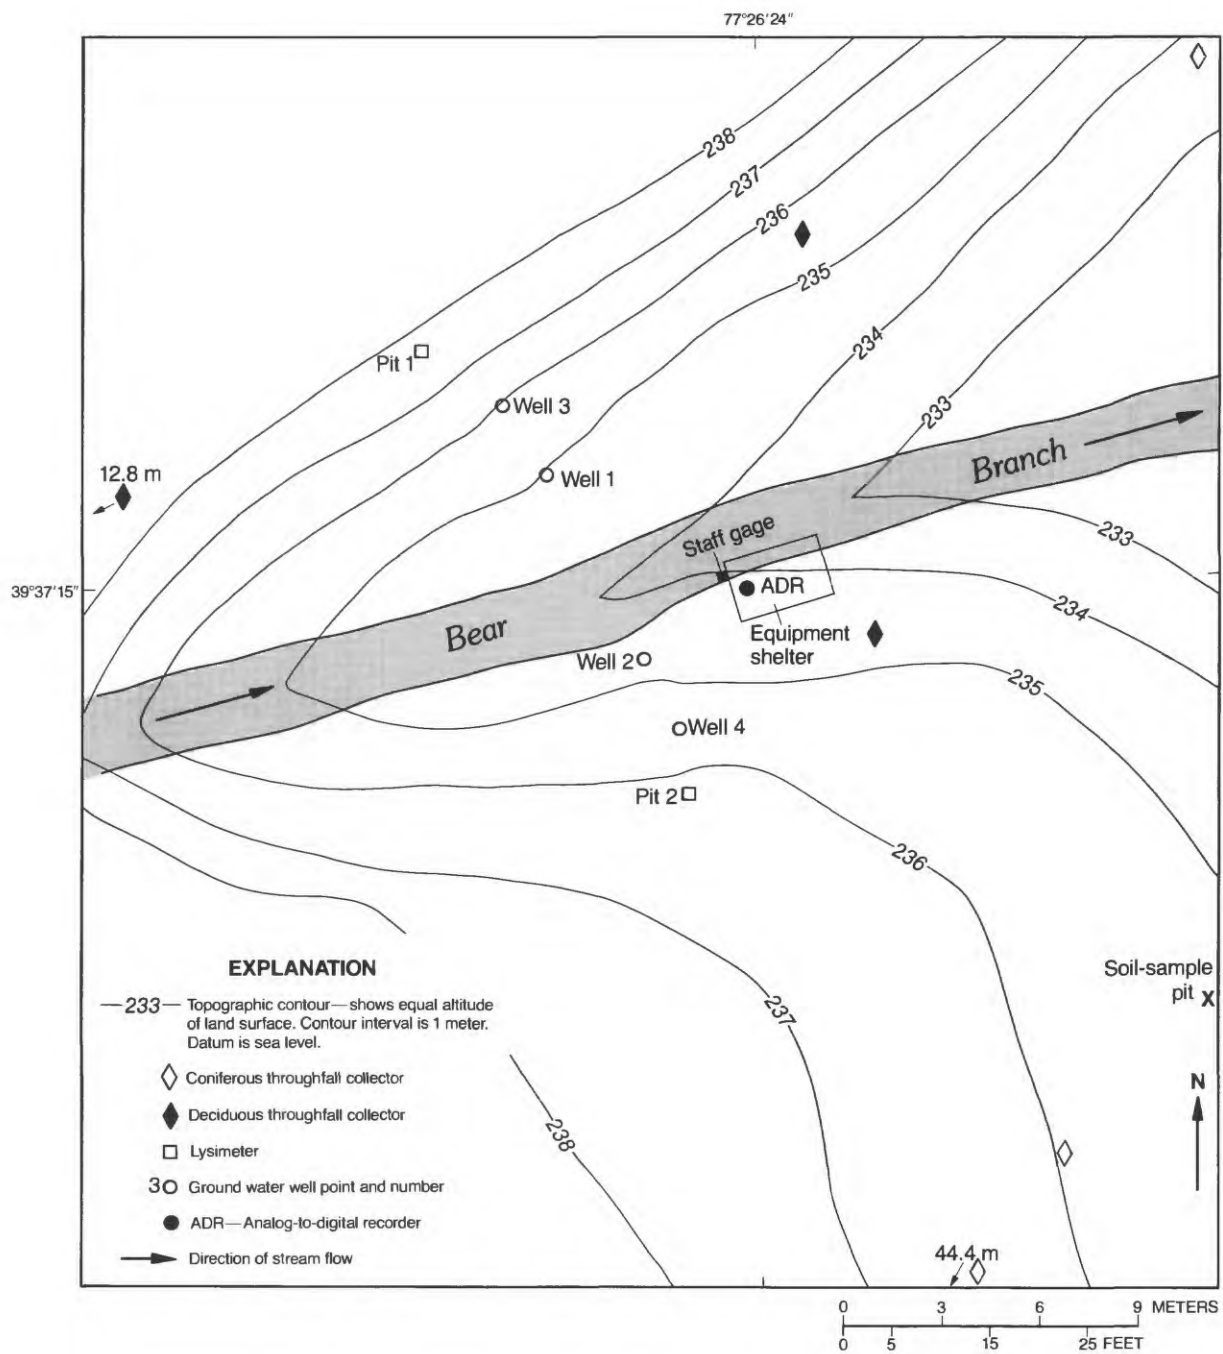 77°26'24"
238
237
236
235
234
233
Pit 1
Well 3
Well 1
12.8 m
Branch
Staff gage
39°37'15"
ADR
Bear
Equipment
shelter
Well 2
233
234
235
Well 4
Pit 2
236
Soil-sample
pit X
237
238
EXPLANATION
233 Topographic contour—shows equal altitude
of land surface. Contour interval is 1 meter.
Datum is sea level.
Coniferous throughfall collector
Deciduous throughfall collector
Lysimeter
3 Ground water well point and number
ADR—Analog-to-digital recorder
Direction of stream flow
N
44.4 m
0 3 6 9 METERS
0 5 15 25 FEET